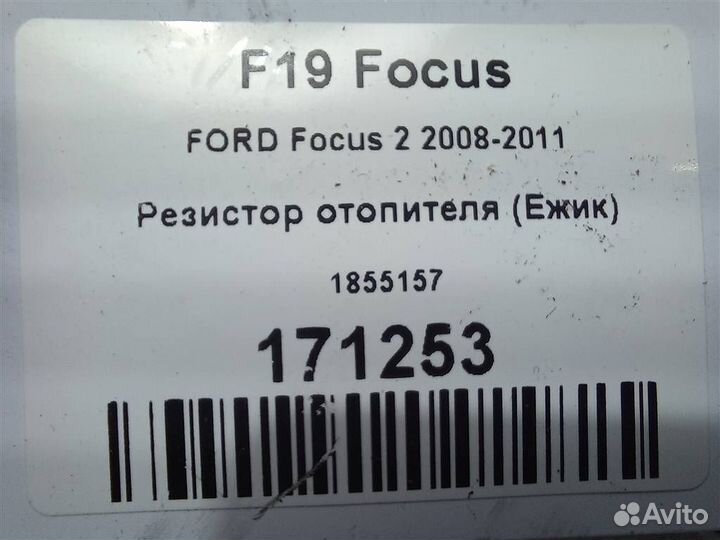 F19 Focus
FORD Focus 2 2008-2011
Резистор отопителя (Ежик)
1855157
171253
Avito